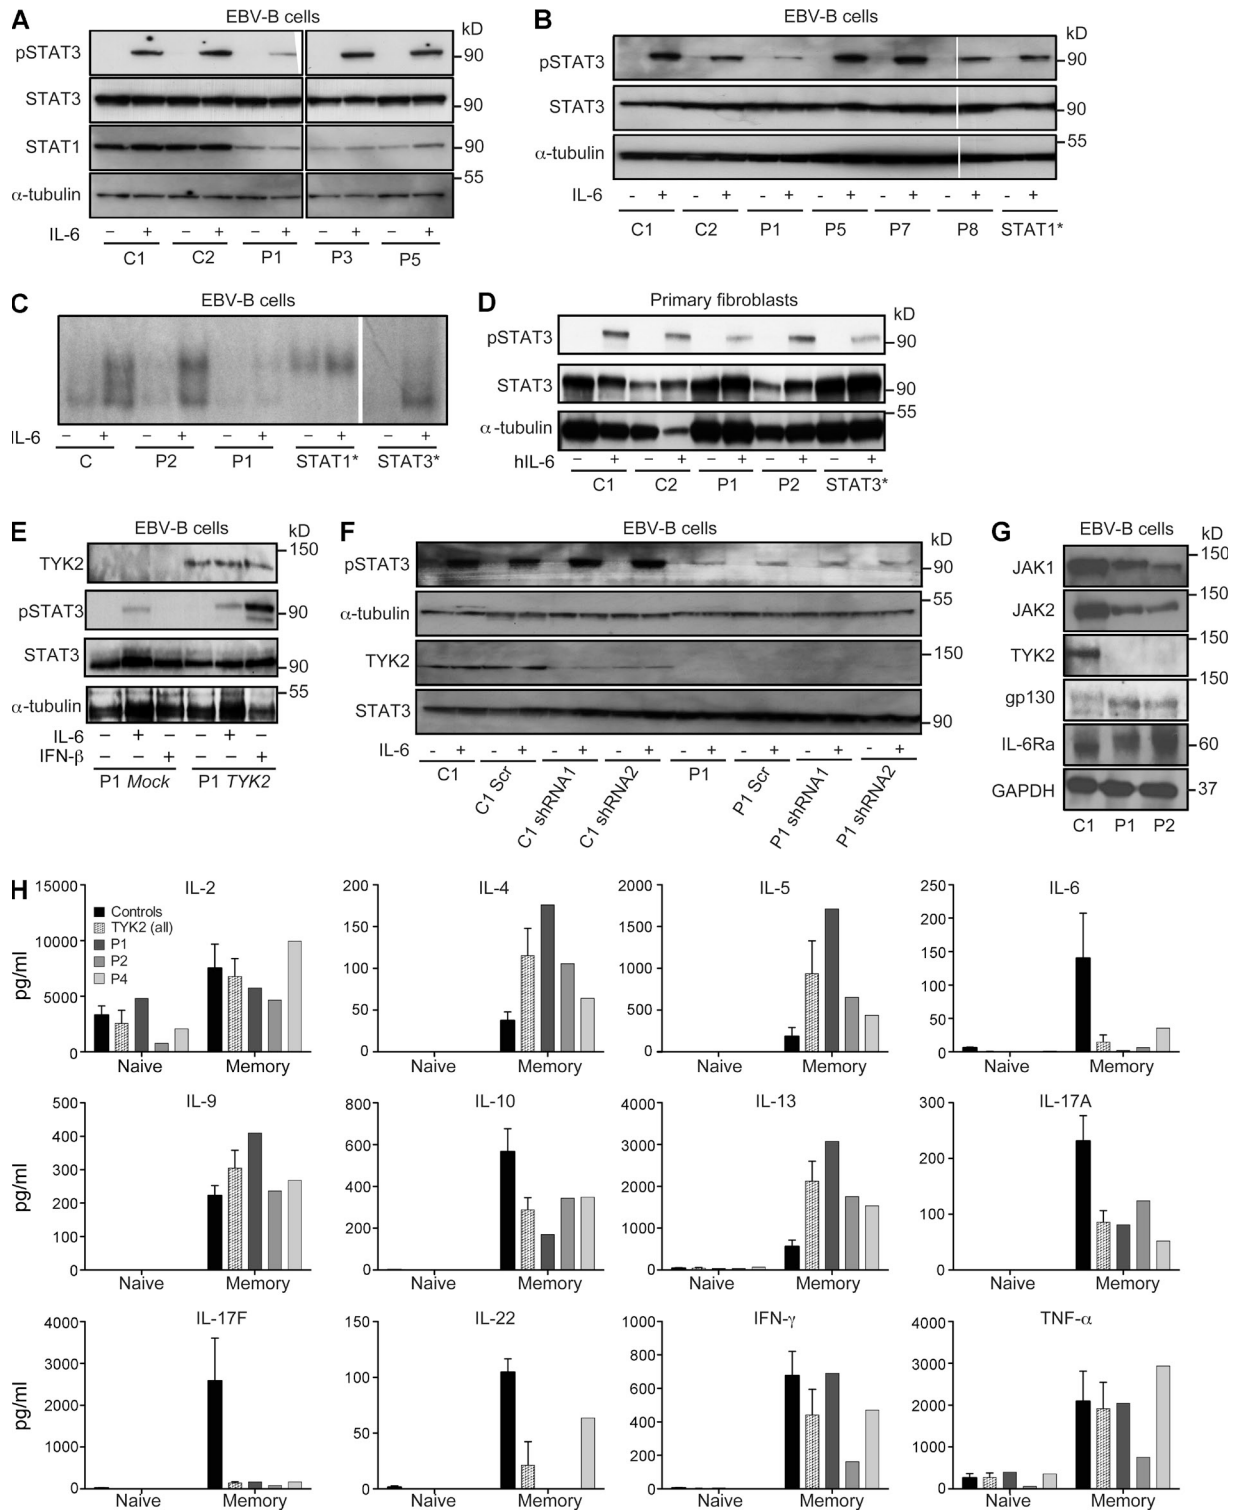 A
EBV-B cells
kD
pSTAT3
90
STAT3
90
STAT1
90
55
α-tubulin
IL-6 – + – + – + – + – +
C1 C2 P1 P3 P5
B
EBV-B cells
kD
pSTAT3
90
STAT3
90
55
α-tubulin
IL-6 - + - + - + - + - + - + - +
C1 C2 P1 P5 P7 P8 STAT1*
C
EBV-B cells
IL-6 – + – + – + – + – +
C P2 P1 STAT1* STAT3*
D
Primary fibroblasts
kD
pSTAT3
90
STAT3
90
55
α-tubulin
hIL-6 – + – + – + – + – +
C1 C2 P1 P2 STAT3*
E
EBV-B cells
kD
150
TYK2
pSTAT3
90
STAT3
90
55
α-tubulin
IL-6 – + – – + –
IFN-β – – + – – +
P1 Mock P1 TYK2
F
EBV-B cells
kD
pSTAT3
90
55
α-tubulin
TYK2
150
STAT3
90
IL-6 - + - + - + - + - + - + - + - +
C1 C1 Scr C1 shRNA1 C1 shRNA2 P1 P1 Scr P1 shRNA1 P1 shRNA2
G
EBV-B cells
kD
150
JAK1
150
JAK2
150
TYK2
150
gp130
IL-6Ra
60
GAPDH
37
C1 P1 P2
H
IL-2
pg/ml
15000
10000
5000
0
Controls
TYK2 (all)
P1
P2
P4
Naive Memory
IL-4
200
150
100
50
0
Naive Memory
IL-5
2000
1500
1000
500
0
Naive Memory
IL-6
250
200
150
100
50
0
Naive Memory
IL-9
pg/ml
500
400
300
200
100
0
Naive Memory
IL-10
800
600
400
200
0
Naive Memory
IL-13
4000
3000
2000
1000
0
Naive Memory
IL-17A
300
200
100
0
Naive Memory
IL-17F
pg/ml
4000
3000
2000
1000
0
Naive Memory
IL-22
150
100
50
0
Naive Memory
IFN-γ
1000
800
600
400
200
0
Naive Memory
TNF-α
4000
3000
2000
1000
0
Naive Memory